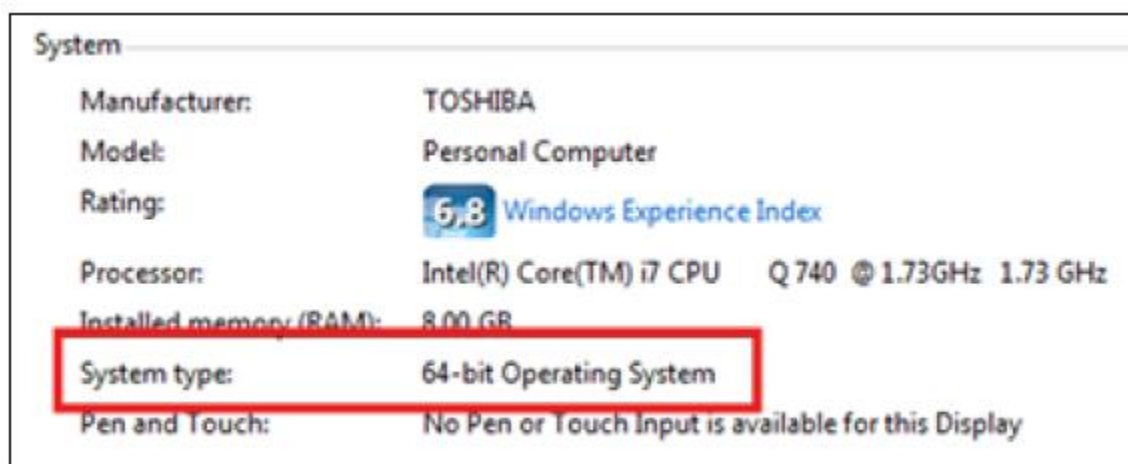 System
Manufacturer: TOSHIBA
Model: Personal Computer
Rating: 6,8 Windows Experience Index
Processor: Intel(R) Core(TM) i7 CPU Q 740 @ 1.73GHz 1.73 GHz
Installed memory (RAM): 8.00 GB
System type: 64-bit Operating System
Pen and Touch: No Pen or Touch Input is available for this Display